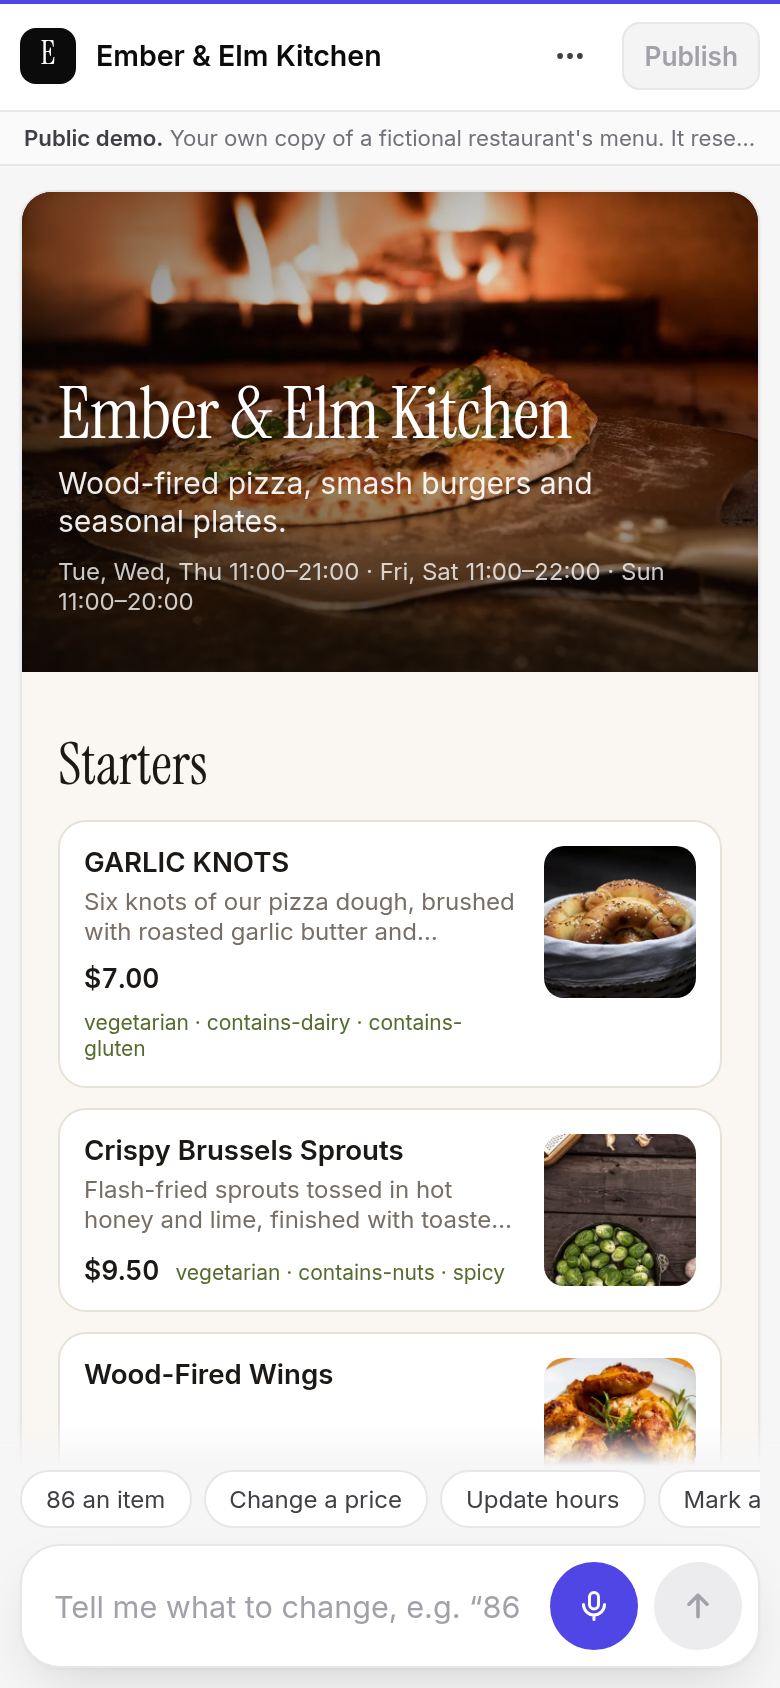 E
Ember & Elm Kitchen
Publish
Public demo. Your own copy of a fictional restaurant's menu. It rese...
Ember & Elm Kitchen
Wood-fired pizza, smash burgers and
seasonal plates.
Tue, Wed, Thu 11:00–21:00 · Fri, Sat 11:00–22:00 · Sun
11:00–20:00
Starters
GARLIC KNOTS
Six knots of our pizza dough, brushed
with roasted garlic butter and...
$7.00
vegetarian · contains-dairy · contains-
gluten
Crispy Brussels Sprouts
Flash-fried sprouts tossed in hot
honey and lime, finished with toaste...
$9.50 vegetarian · contains-nuts · spicy
Wood-Fired Wings
86 an item
Change a price
Update hours
Mark a
Tell me what to change, e.g. “86